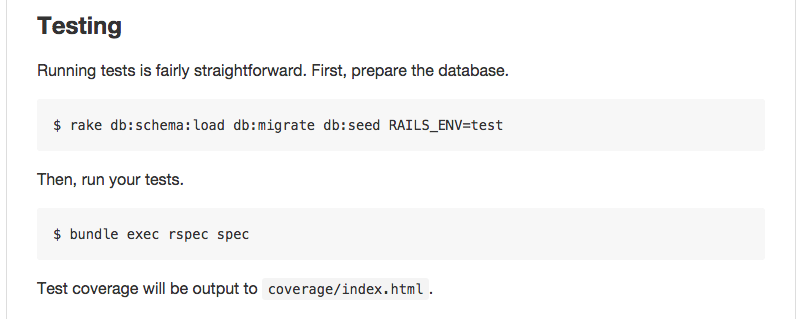 Testing
Running tests is fairly straightforward. First, prepare the database.
$ rake db:schema:load db:migrate db:seed RAILS_ENV=test
Then, run your tests.
$ bundle exec rspec spec
Test coverage will be output to coverage/index.html.